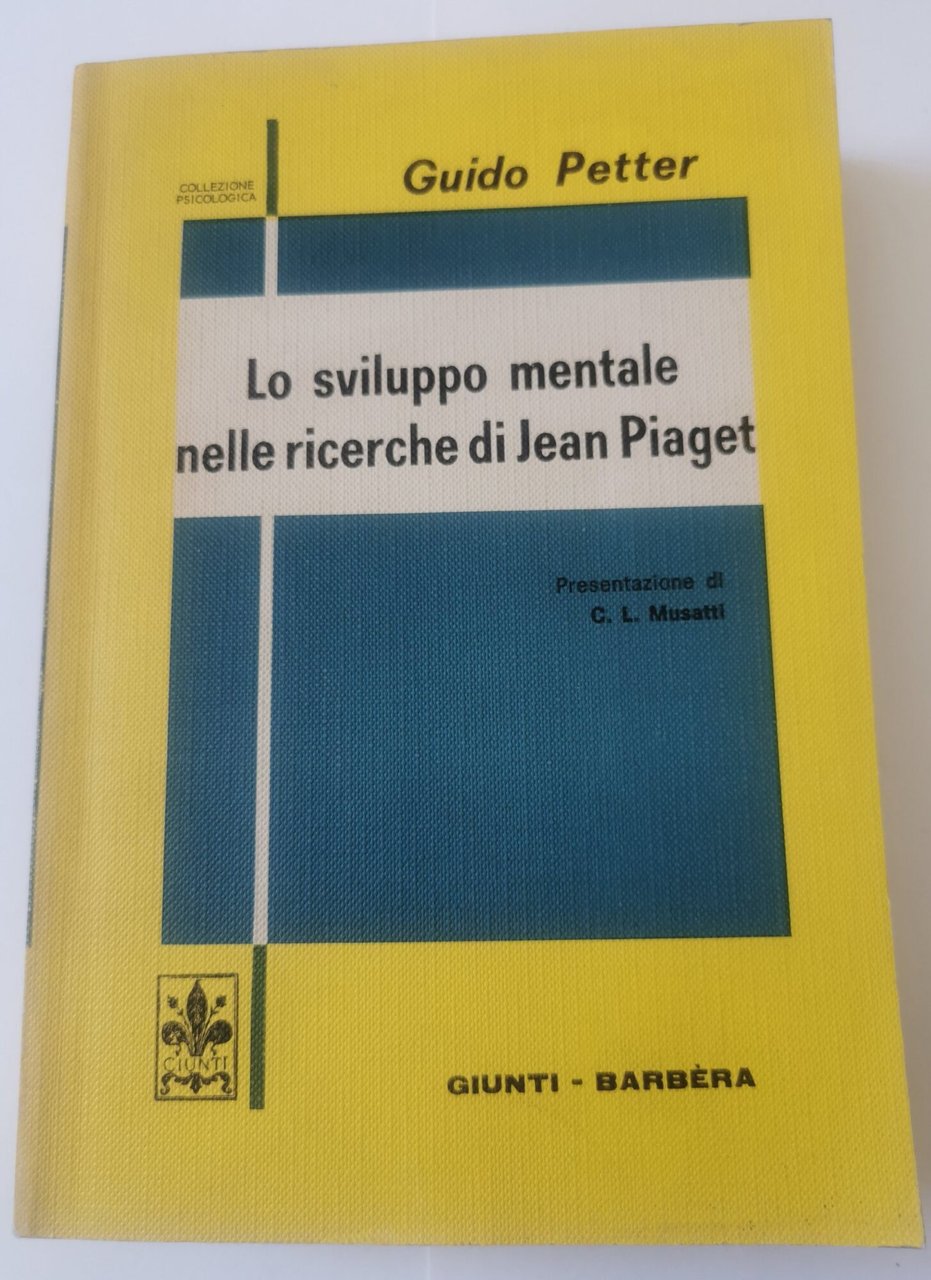 COLLEZIONE
PSICOLOGICA
Guido Petter
Lo sviluppo mentale
nelle ricerche di Jean Piaget
Presentazione di
C. L. Musatti
GIUNTI
GIUNTI - BARBÈRA